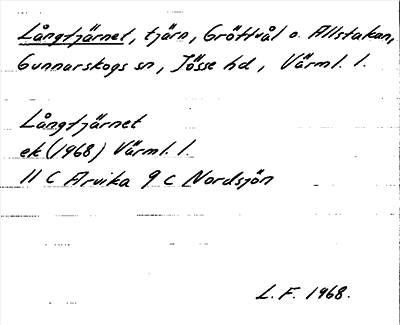 Långtjärnet, tjärn, Gröttvål o. Allstakan,
Gunnarskogs sn, Jösse hd, Värml. l.
Långtjärnet
ek (1968) Värml. l.
11 C Arvika 9 c Nordsjön
L. F. 1968.